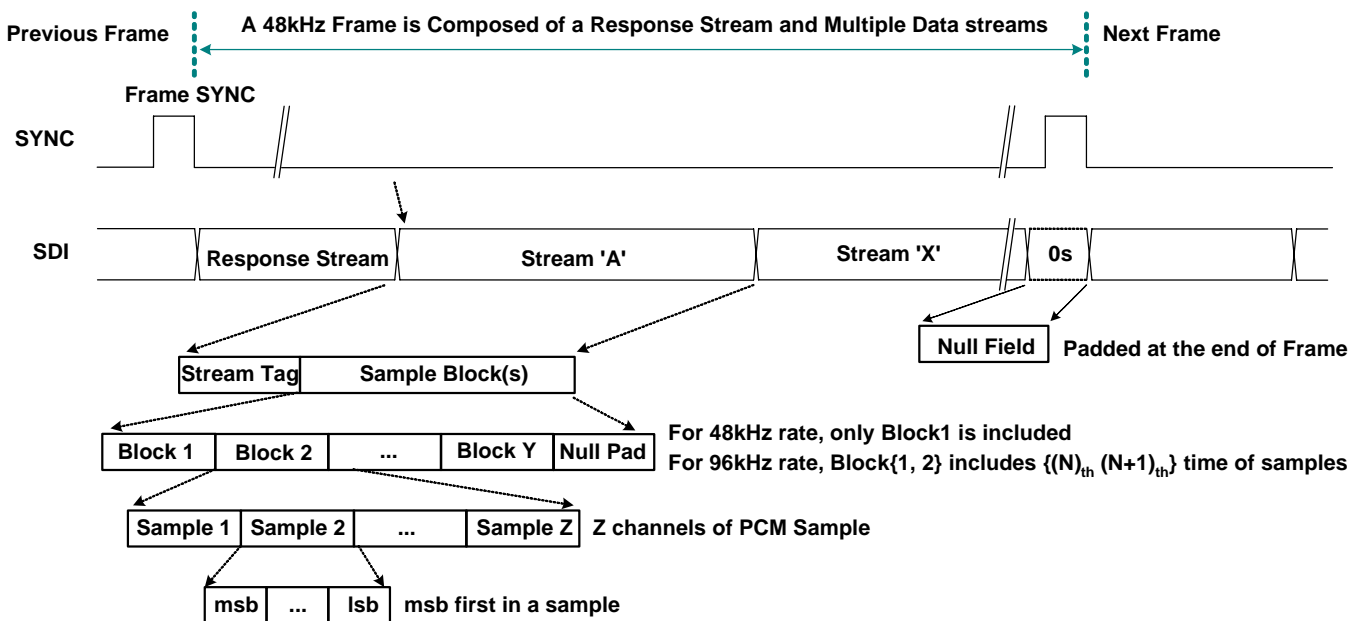 A 48kHz Frame is Composed of a Response Stream and Multiple Data streams
Previous Frame
Next Frame
Frame SYNC
SYNC
SDI
Response Stream
Stream 'A'
Stream 'X'
0s
Null Field
Padded at the end of Frame
Stream Tag
Sample Block(s)
Block 1
Block 2
...
Block Y
Null Pad
For 48kHz rate, only Block1 is included
For 96kHz rate, Block{1, 2} includes {(N)th (N+1)th} time of samples
Sample 1
Sample 2
...
Sample Z
Z channels of PCM Sample
msb
...
lsb
msb first in a sample